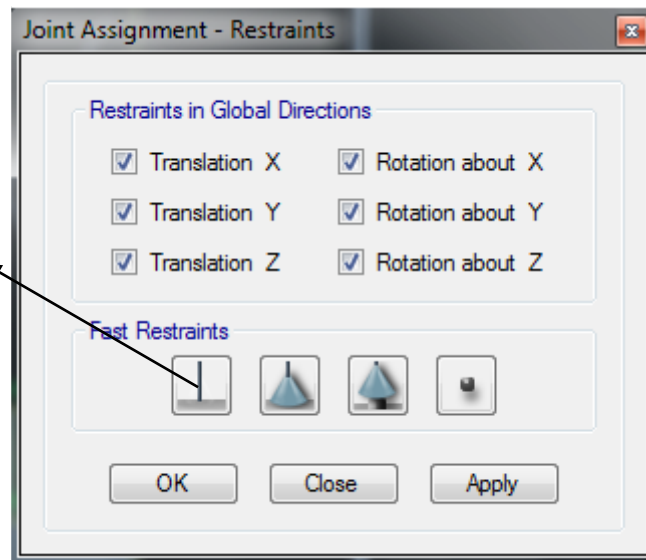 Joint Assignment - Restraints
Restraints in Global Directions
Translation X Rotation about X
Translation Y Rotation about Y
Translation Z Rotation about Z
Fast Restraints
OK Close Apply